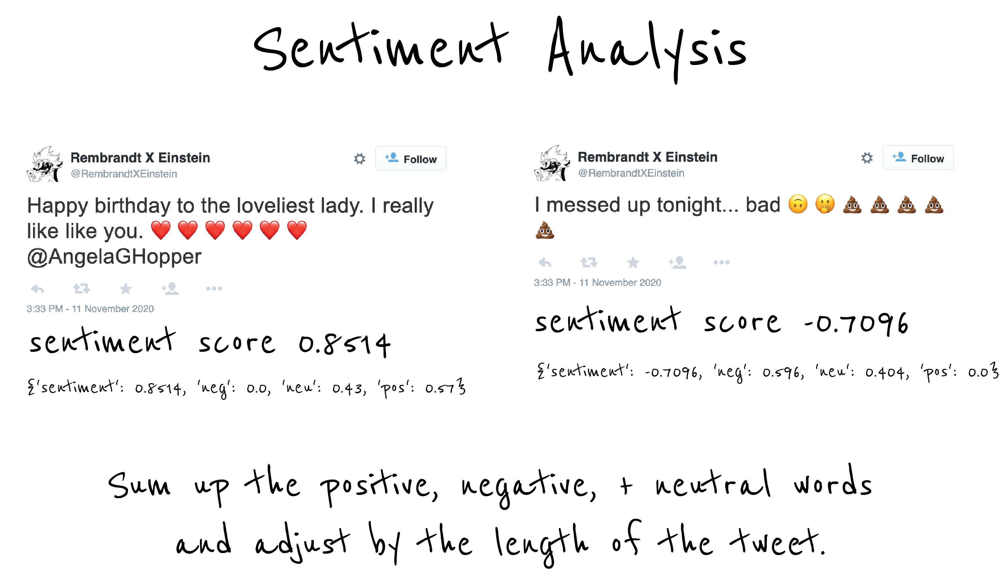 Sentiment Analysis
Rembrandt X Einstein
@RembrandtXEinstein
Follow
Happy birthday to the loveliest lady. I really
like like you. ❤️ ❤️ ❤️ ❤️ ❤️ ❤️
@AngelaGHopper
3:33 PM - 11 November 2020
sentiment score 0.8514
{'sentiment': 0.8514, 'neg': 0.0, 'neu': 0.43, 'pos': 0.57}
Rembrandt X Einstein
@RembrandtXEinstein
Follow
I messed up tonight... bad 🙃 🤭 💩 💩 💩 💩
💩
3:33 PM - 11 November 2020
sentiment score -0.7096
{'sentiment': -0.7096, 'neg': 0.596, 'neu': 0.404, 'pos': 0.0}
Sum up the positive, negative, + neutral words
and adjust by the length of the tweet.